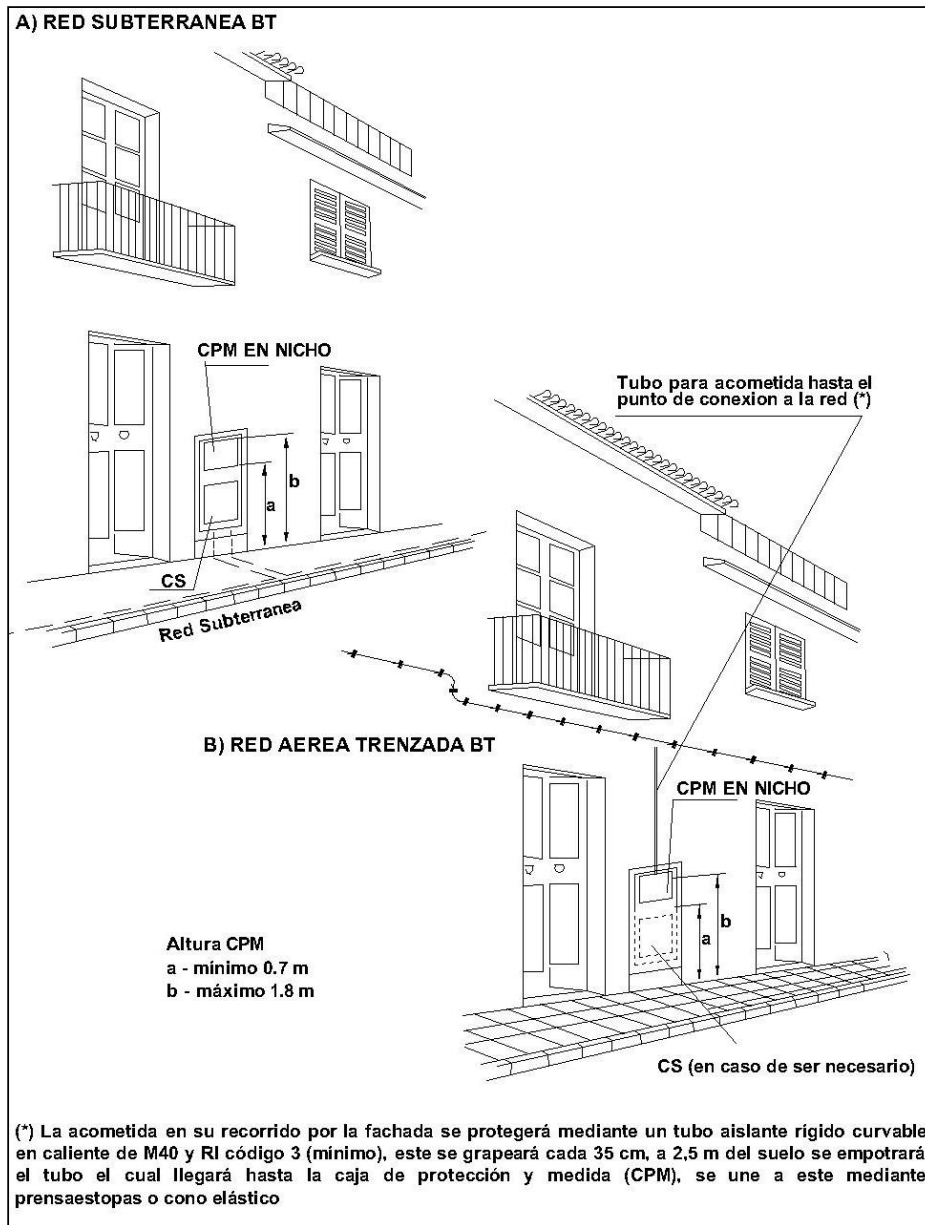 A) RED SUBTERRANEA BT
CPM EN NICHO
b
a
CS
Red Subterranea
Tubo para acometida hasta el
punto de conexion a la red (*)
B) RED AEREA TRENZADA BT
CPM EN NICHO
b
a
Altura CPM
a - mínimo 0.7 m
b - máximo 1.8 m
CS (en caso de ser necesario)
(*) La acometida en su recorrido por la fachada se protegerá mediante un tubo aislante rígido curvable
en caliente de M40 y RI código 3 (mínimo), este se grapeará cada 35 cm, a 2,5 m del suelo se empotrará
el tubo el cual llegará hasta la caja de protección y medida (CPM), se une a este mediante
prensaestopas o cono elástico